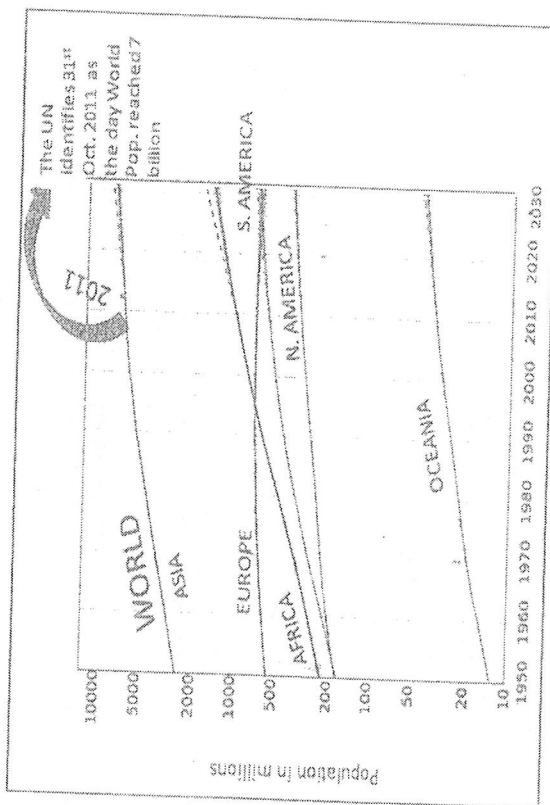 The UN
identifies 31st
Oct. 2011 as
the day World
Pop. reached 7
billion
2011
WORLD
ASIA
EUROPE
AFRICA
S. AMERICA
N. AMERICA
OCEANIA
Population in millions
10000
5000
2000
1000
500
200
100
50
20
10
1950 1960 1970 1980 1990 2000 2010 2020 2030